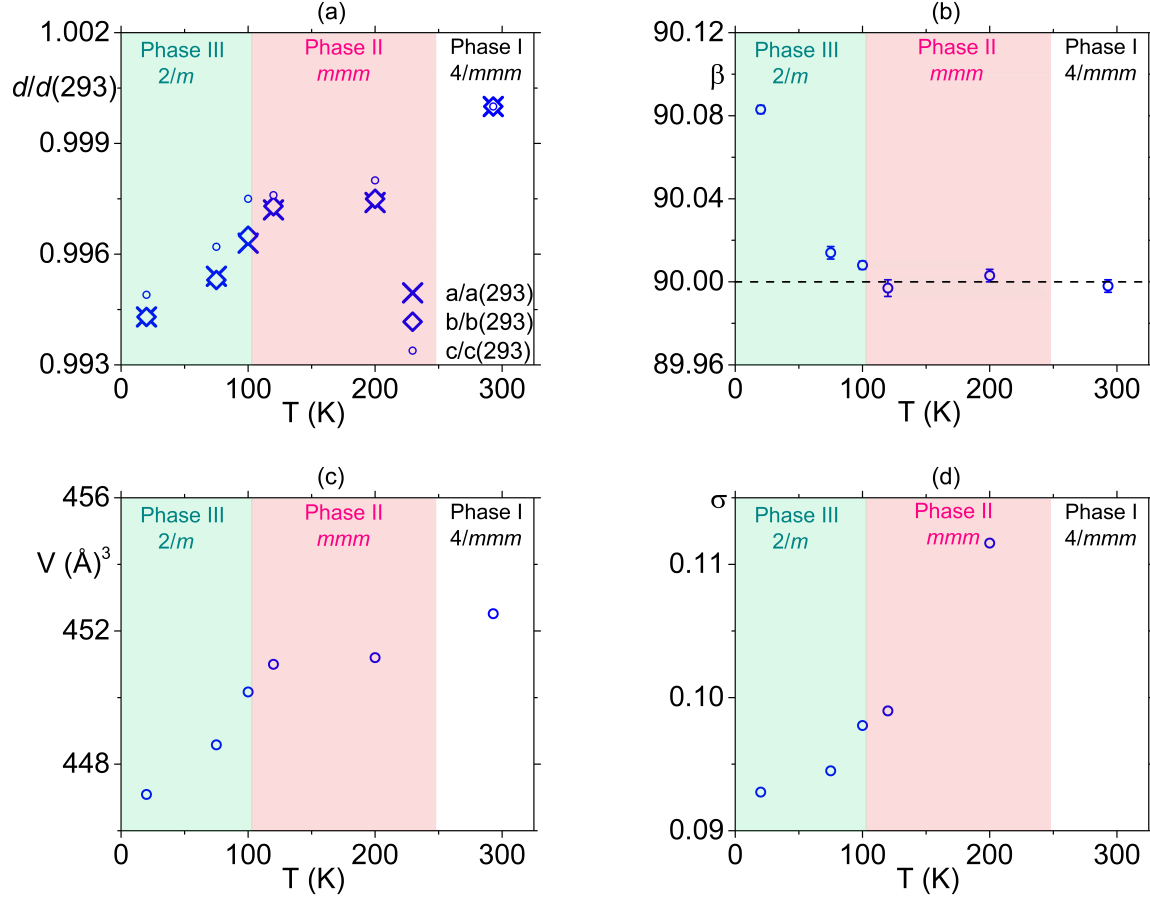 (a)
1.002
d/d(293)
0.999
0.996
0.993
Phase III
2/m
Phase II
mmm
Phase I
4/mmm
a/a(293)
b/b(293)
c/c(293)
0
100
200
300
T (K)
(b)
90.12
β
90.08
90.04
90.00
89.96
Phase III
2/m
Phase II
mmm
Phase I
4/mmm
0
100
200
300
T (K)
(c)
456
V (Å)³
452
448
Phase III
2/m
Phase II
mmm
Phase I
4/mmm
0
100
200
300
T (K)
(d)
σ
0.11
0.10
0.09
Phase III
2/m
Phase II
mmm
Phase I
4/mmm
0
100
200
300
T (K)